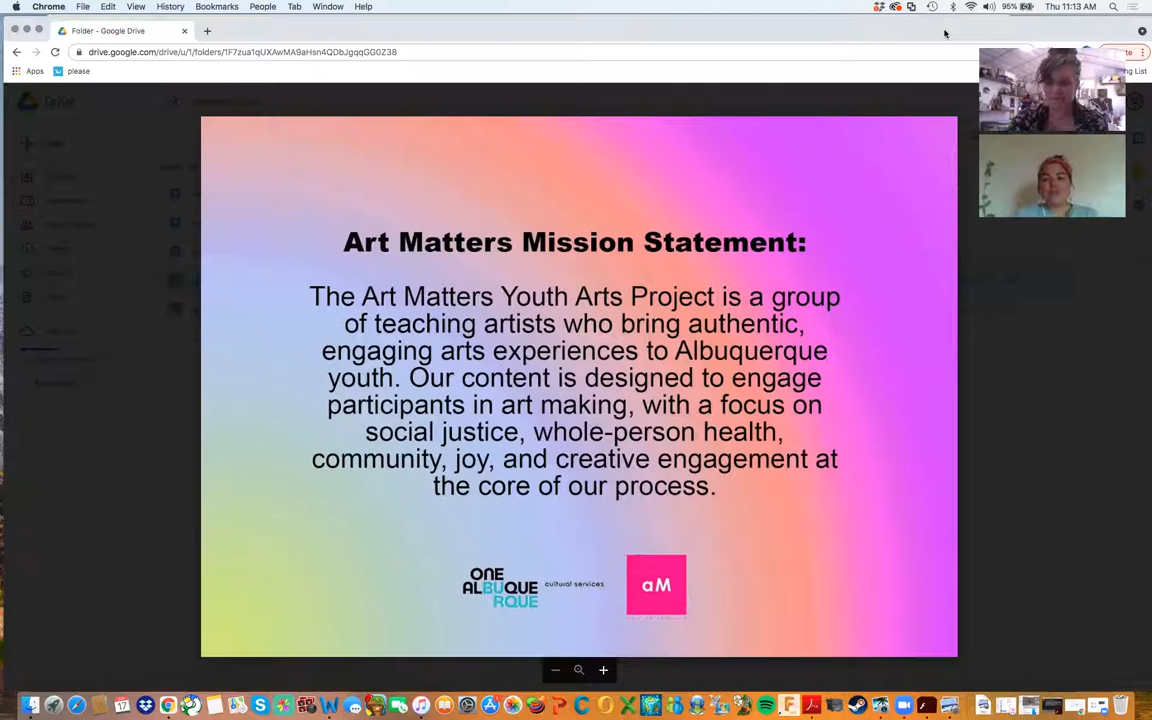 Chrome File Edit View History Bookmarks People Tab Window Help 95% Thu 11:13 AM
Folder - Google Drive
drive.google.com/drive/u/1/folders/1F7zua1qUXAwMA9aHsn4QDbJgqqGG0Z38
Apps please
Drive
Art Matters Mission Statement:
The Art Matters Youth Arts Project is a group
of teaching artists who bring authentic,
engaging arts experiences to Albuquerque
youth. Our content is designed to engage
participants in art making, with a focus on
social justice, whole-person health,
community, joy, and creative engagement at
the core of our process.
ONE
ALBUQUE
RQUE
cultural services
aM
17